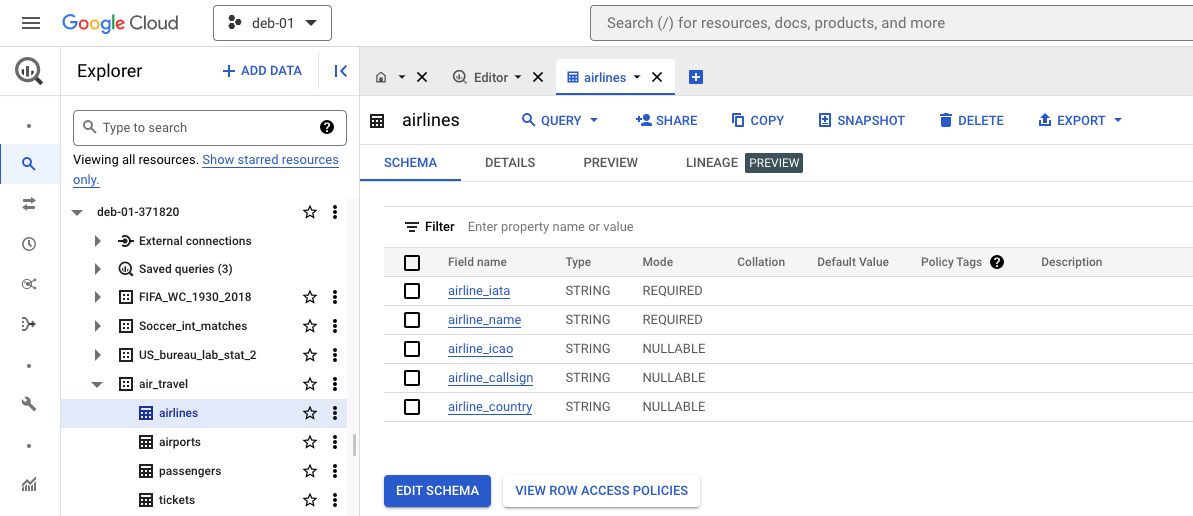 Google Cloud deb-01 Search (/) for resources, docs, products, and more
Explorer + ADD DATA
Editor airlines
Type to search
Viewing all resources. Show starred resources
only.
deb-01-371820
External connections
Saved queries (3)
FIFA_WC_1930_2018
Soccer_int_matches
US_bureau_lab_stat_2
air_travel
airlines
airports
passengers
tickets
airlines QUERY SHARE COPY SNAPSHOT DELETE EXPORT
SCHEMA DETAILS PREVIEW LINEAGE PREVIEW
Filter Enter property name or value
Field name Type Mode Collation Default Value Policy Tags Description
airline_iata STRING REQUIRED
airline_name STRING REQUIRED
airline_icao STRING NULLABLE
airline_callsign STRING NULLABLE
airline_country STRING NULLABLE
EDIT SCHEMA VIEW ROW ACCESS POLICIES